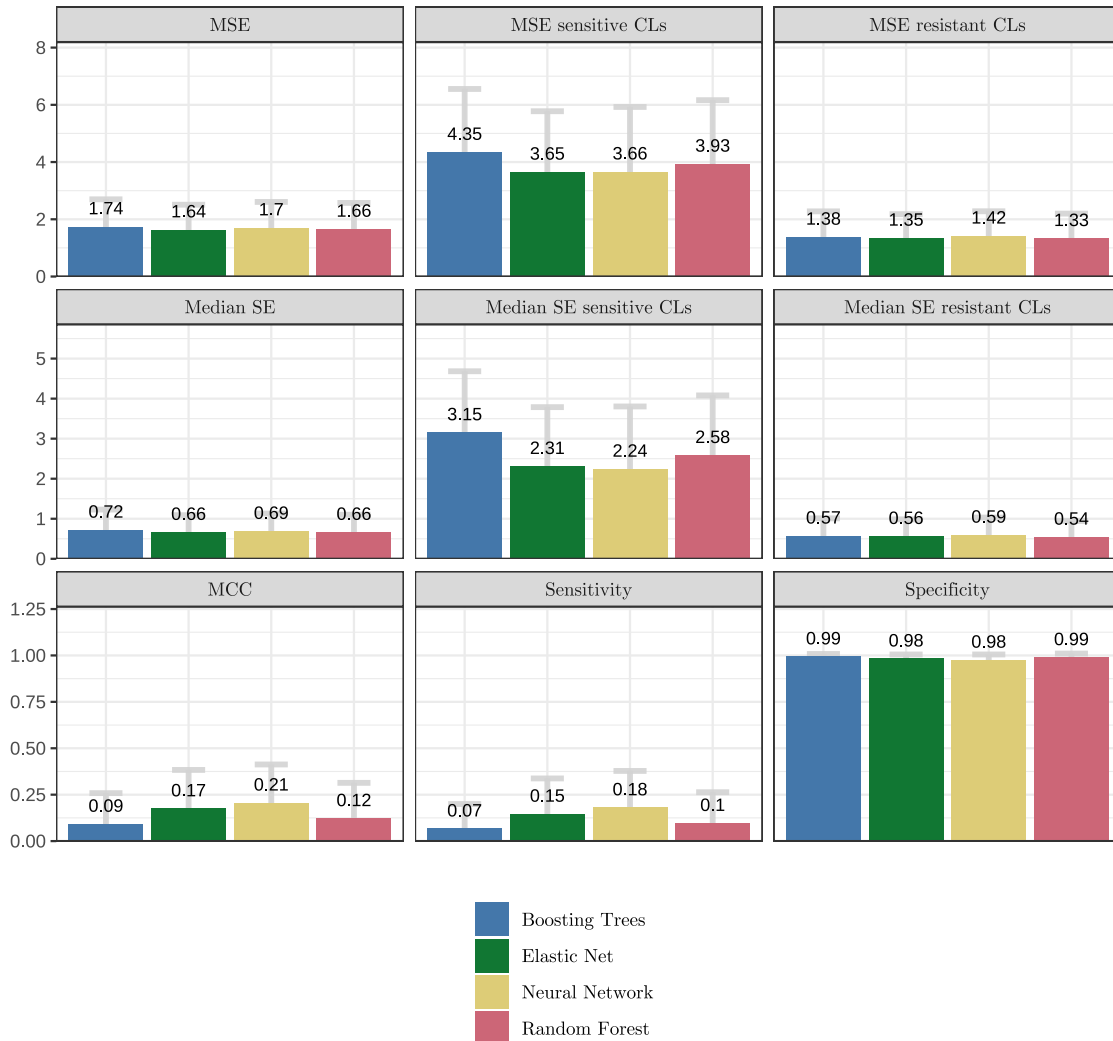 MSE MSE sensitive CLs MSE resistant CLs
8
6
4
2
0
1.74 1.64 1.7 1.66
4.35 3.65 3.66 3.93
1.38 1.35 1.42 1.33
Median SE Median SE sensitive CLs Median SE resistant CLs
5
4
3
2
1
0
0.72 0.66 0.69 0.66
3.15 2.31 2.24 2.58
0.57 0.56 0.59 0.54
MCC Sensitivity Specificity
1.25
1.00
0.75
0.50
0.25
0.00
0.09 0.17 0.21 0.12
0.07 0.15 0.18 0.1
0.99 0.98 0.98 0.99
Boosting Trees
Elastic Net
Neural Network
Random Forest